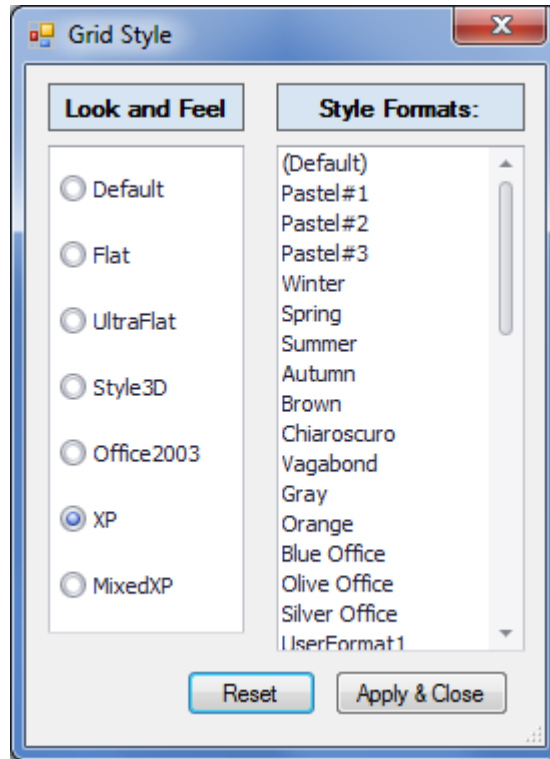 Grid Style
Look and Feel
Default
Flat
UltraFlat
Style3D
Office2003
XP
MixedXP
Style Formats:
(Default)
Pastel#1
Pastel#2
Pastel#3
Winter
Spring
Summer
Autumn
Brown
Chiaroscuro
Vagabond
Gray
Orange
Blue Office
Olive Office
Silver Office
UserFormat1
Reset
Apply & Close